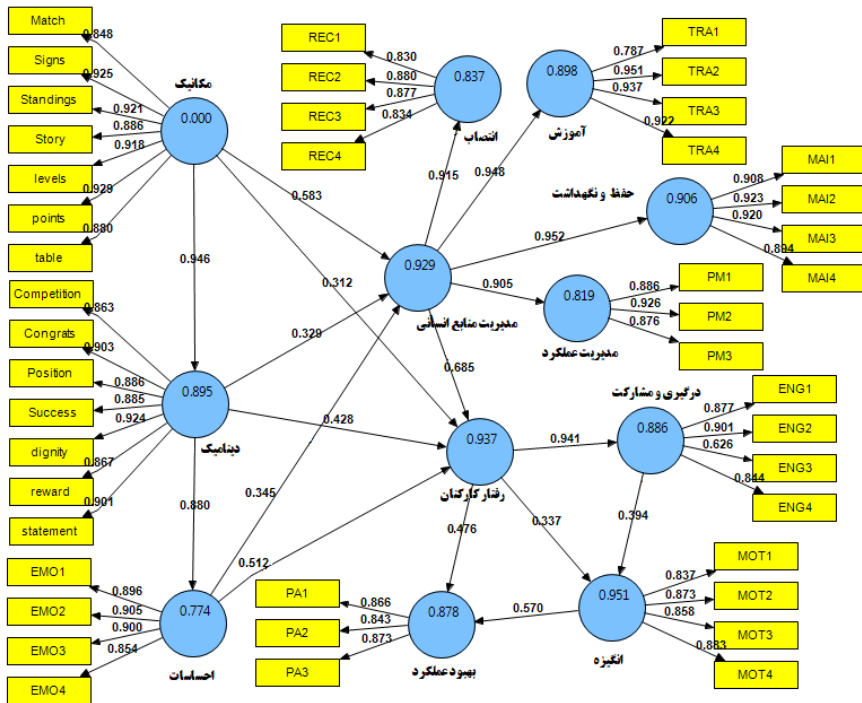 Match
0.848
Signs
0.925
Standings
0.921
Story
0.886
levels
0.918
points
0.929
table
0.880
مکانیک
0.000
0.946
0.583
0.312
REC1
0.830
REC2
0.880
REC3
0.877
REC4
0.834
0.837
انتصاب
0.915
0.898
آموزش
0.948
TRA1
0.787
TRA2
0.951
TRA3
0.937
TRA4
0.922
حفظ و نگهداشت
0.906
0.952
MAI1
0.908
MAI2
0.923
MAI3
0.920
MAI4
0.894
0.929
مدیریت منابع انسانی
0.905
0.819
مدیریت عملکرد
PM1
0.886
PM2
0.926
PM3
0.876
0.685
Competition
0.863
Congrats
0.903
Position
0.886
Success
0.885
dignity
0.924
reward
0.867
statement
0.901
0.895
دینامیک
0.329
0.428
0.880
0.345
0.512
0.937
رفتار کارکنان
0.941
0.476
0.337
درگیری و مشارکت
0.886
0.394
ENG1
0.877
ENG2
0.901
ENG3
0.626
ENG4
0.844
EMO1
0.896
EMO2
0.905
EMO3
0.900
EMO4
0.854
0.774
احساسات
PA1
0.866
PA2
0.843
PA3
0.873
0.878
بهبود عملکرد
0.570
0.951
انگیزه
MOT1
0.837
MOT2
0.873
MOT3
0.858
MOT4
0.883